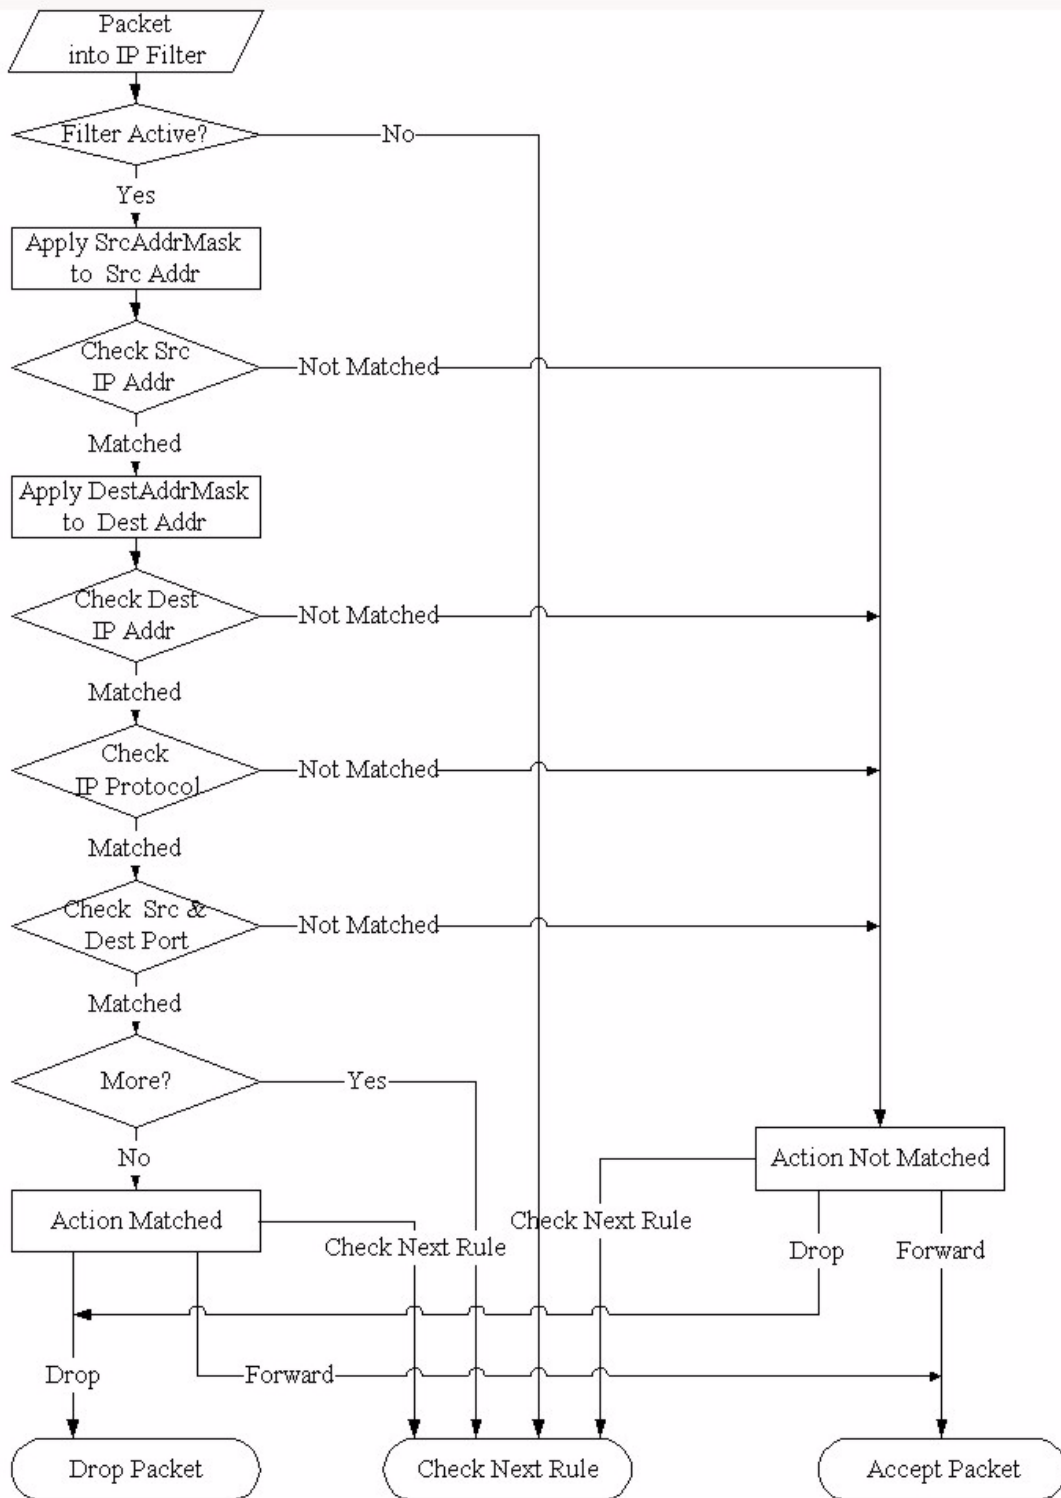 Packet
into IP Filter
Filter Active?
No
Yes
Apply SrcAddrMask
to Src Addr
Check Src
IP Addr
Not Matched
Matched
Apply DestAddrMask
to Dest Addr
Check Dest
IP Addr
Not Matched
Matched
Check
IP Protocol
Not Matched
Matched
Check Src &
Dest Port
Not Matched
Matched
More?
Yes
No
Action Not Matched
Action Matched
Check Next Rule
Check Next Rule
Drop
Forward
Drop
Forward
Drop Packet
Check Next Rule
Accept Packet